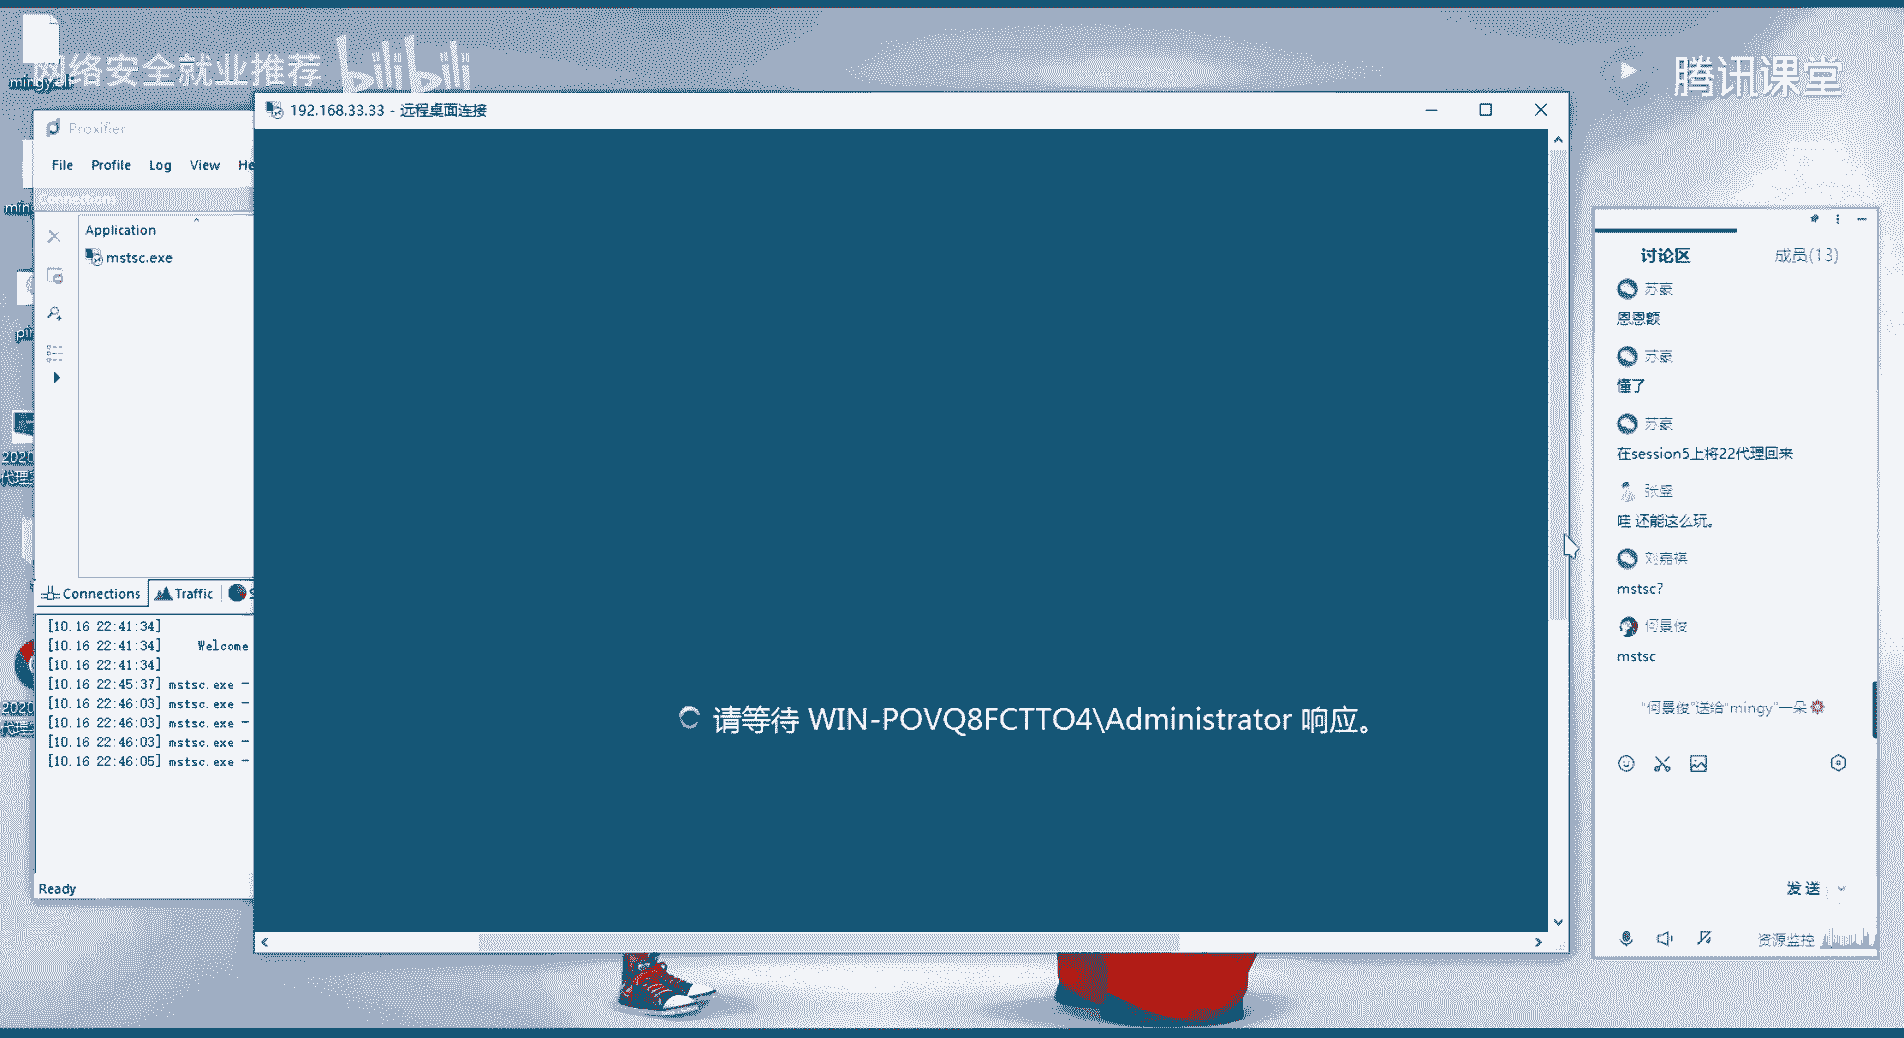 网络安全就业推荐
bilibili
腾讯课堂
192.168.33.33 - 远程桌面连接
Proxifier
File Profile Log View He
Connections
Application
mstsc.exe
Connections Traffic
[10.16 22:41:34]
[10.16 22:41:34] Welcome
[10.16 22:41:34]
[10.16 22:45:37] mstsc.exe -
[10.16 22:46:03] mstsc.exe -
[10.16 22:46:03] mstsc.exe -
[10.16 22:46:03] mstsc.exe -
[10.16 22:46:05] mstsc.exe -
Ready
请等待 WIN-POVQ8FCTTO4\Administrator 响应。
讨论区 成员(13)
苏豪
恩恩额
苏豪
懂了
苏豪
在session5上将22代理回来
哇 还能这么玩。
刘嘉祺
mstsc?
何景俊
mstsc
"何景俊"送给"mingy"一朵
发送
资源监控
2020
2020